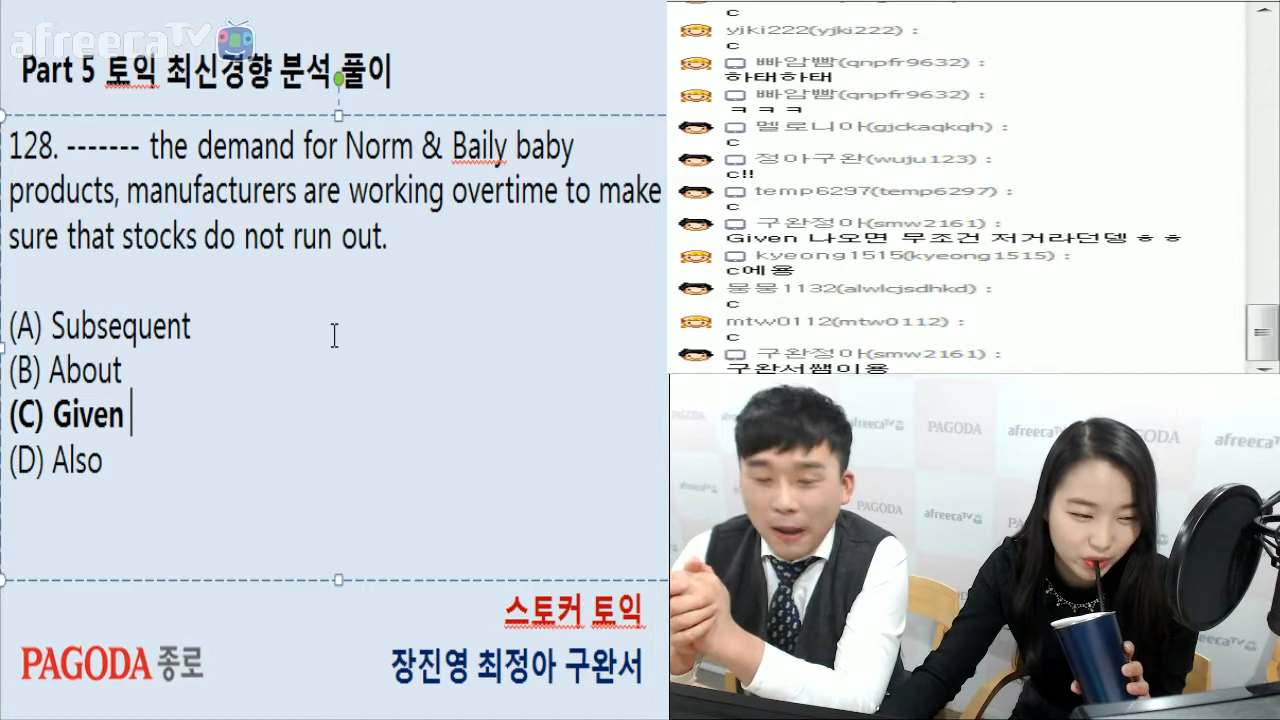 afreecaTV
Part 5 토익 최신경향 분석 풀이
128. ------- the demand for Norm & Baily baby
products, manufacturers are working overtime to make
sure that stocks do not run out.
(A) Subsequent
(B) About
(C) Given
(D) Also
스토커 토익
PAGODA 종로
장진영 최정아 구완서
c
yjki222(yjki222) :
c
빠암빰(qnpfr9632) :
하태하태
빠암빰(qnpfr9632) :
ㅋㅋㅋ
멜로니아(gjckaqkqh) :
c
정아구완(wuju123) :
c!!
temp6297(temp6297) :
c
구완정아(smw2161) :
Given 나오면 무조건 저거라던뎅ㅎㅎ
kyeong1515(kyeong1515) :
c에용
뭉뭉1132(alwlcjsdhkd) :
c
mtw0112(mtw0112) :
c
구완정아(smw2161) :
구완서쌤이용
PAGODA
afreecaTV
PAGODA
afreecaTV
afreecaTV
PAGODA
afreecaTV
afreecaTV